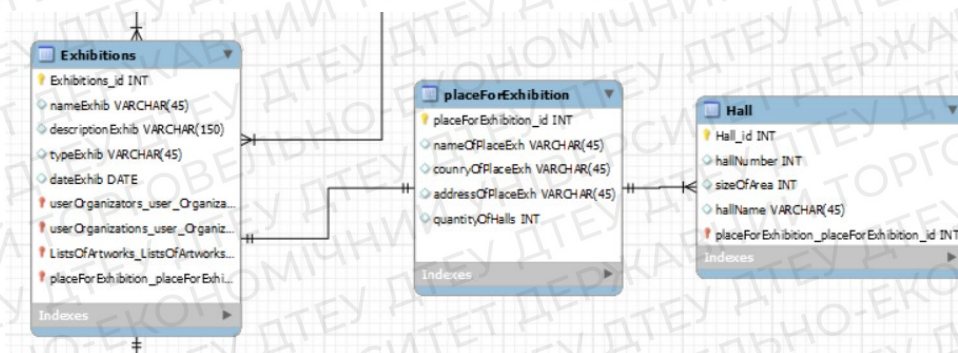 Exhibitions
Exhibitions_id INT
nameExhib VARCHAR(45)
descriptionExhib VARCHAR(150)
typeExhib VARCHAR(45)
dateExhib DATE
userOrganizators_user_Organiza...
userOrganizations_user_Organiz...
ListsOfArtworks_ListsOfArtworks...
placeForExhibition_placeForExhi...
Indexes
placeForExhibition
placeForExhibition_id INT
nameOfPlaceExh VARCHAR(45)
counryOfPlaceExh VARCHAR(45)
addressOfPlaceExh VARCHAR(45)
quantityOfHalls INT
Indexes
Hall
Hall_id INT
hallNumber INT
sizeOfArea INT
hallName VARCHAR(45)
placeForExhibition_placeForExhibition_id INT
Indexes